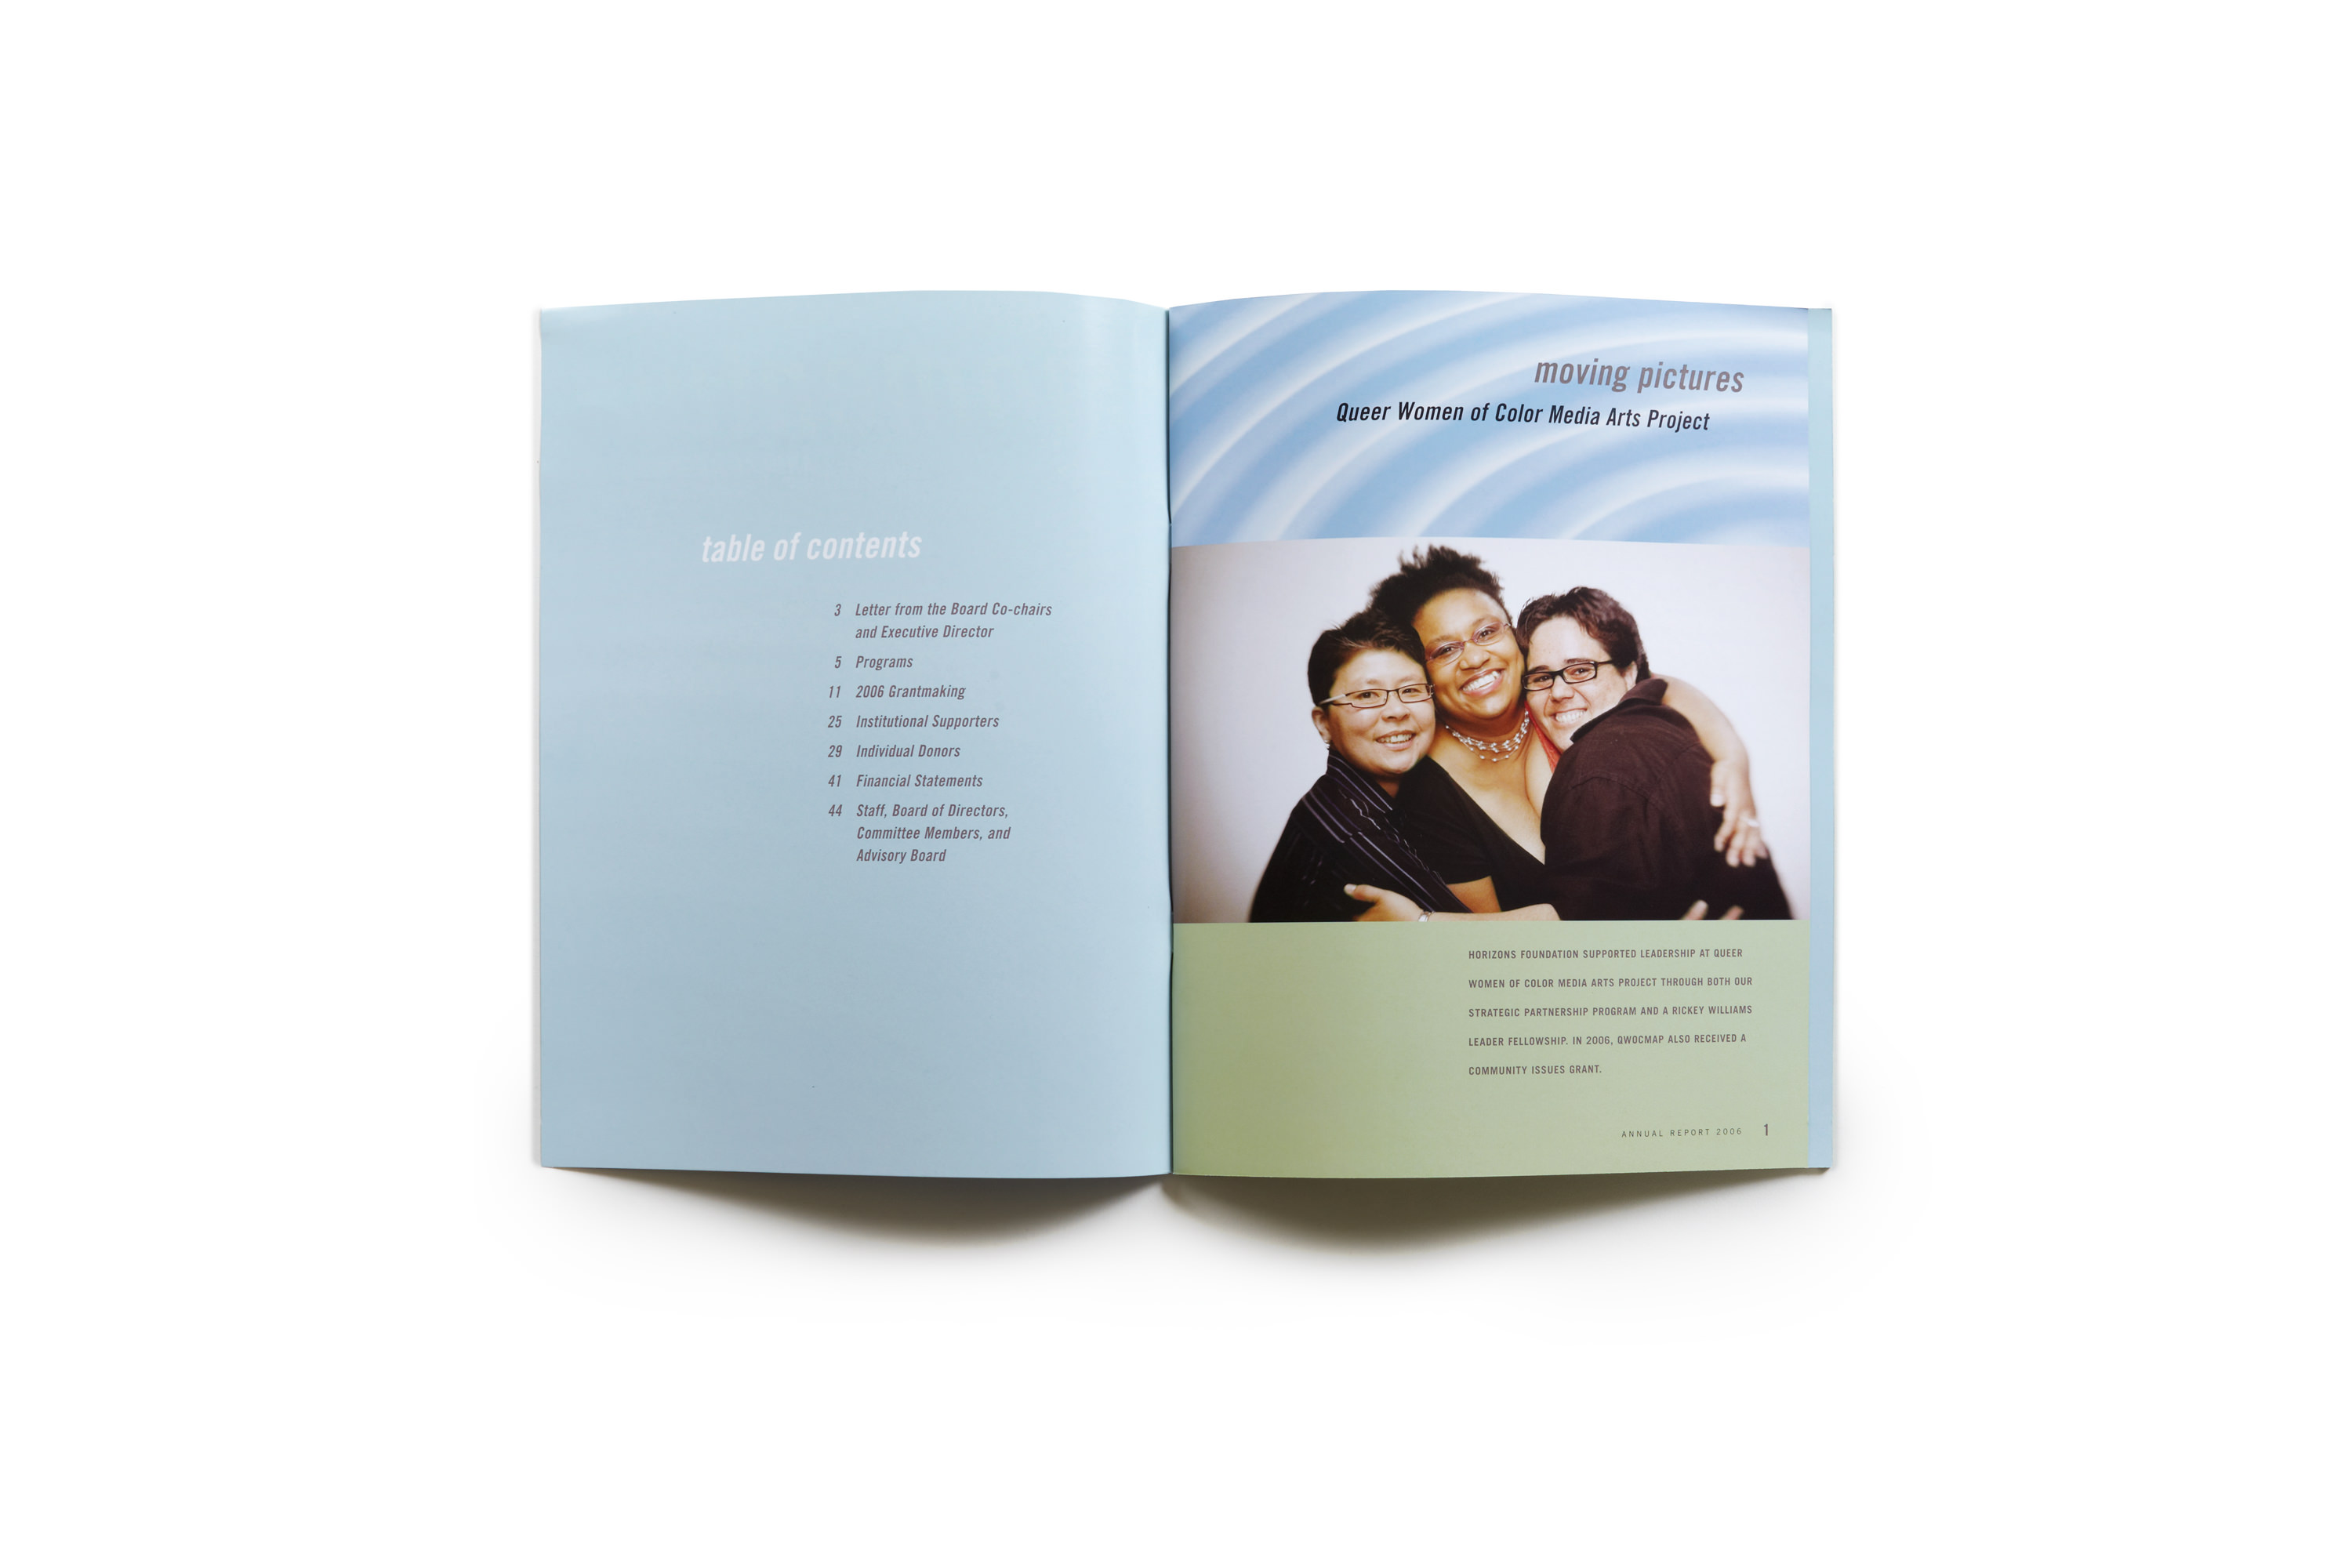 table of contents
3 Letter from the Board Co-chairs
and Executive Director
5 Programs
11 2006 Grantmaking
25 Institutional Supporters
29 Individual Donors
41 Financial Statements
44 Staff, Board of Directors,
Committee Members, and
Advisory Board
moving pictures
Queer Women of Color Media Arts Project
HORIZONS FOUNDATION SUPPORTED LEADERSHIP AT QUEER
WOMEN OF COLOR MEDIA ARTS PROJECT THROUGH BOTH OUR
STRATEGIC PARTNERSHIP PROGRAM AND A RICKEY WILLIAMS
LEADER FELLOWSHIP. IN 2006, QWOCMAP ALSO RECEIVED A
COMMUNITY ISSUES GRANT.
ANNUAL REPORT 2006 1